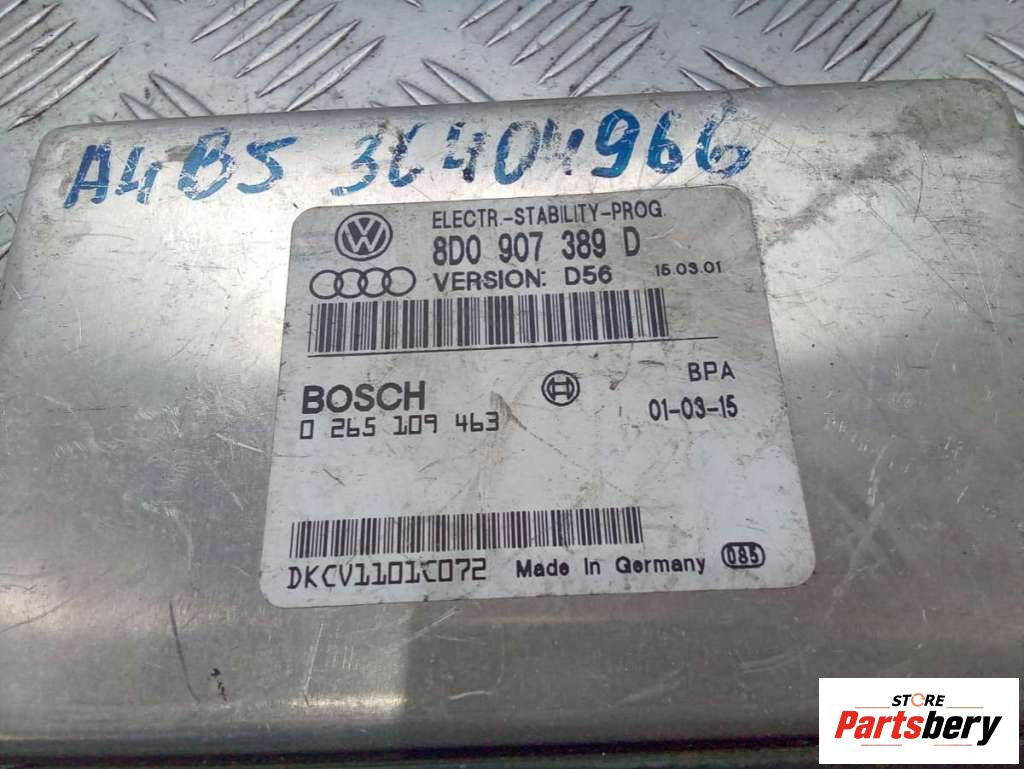 A4B5 3C404966
ELECTR.-STABILITY-PROG.
8D0 907 389 D
VERSION: D56 15.03.01
BPA
BOSCH
01-03-15
0 265 109 463
DKCV1101C072 Made in Germany 085
STORE
Partsbery